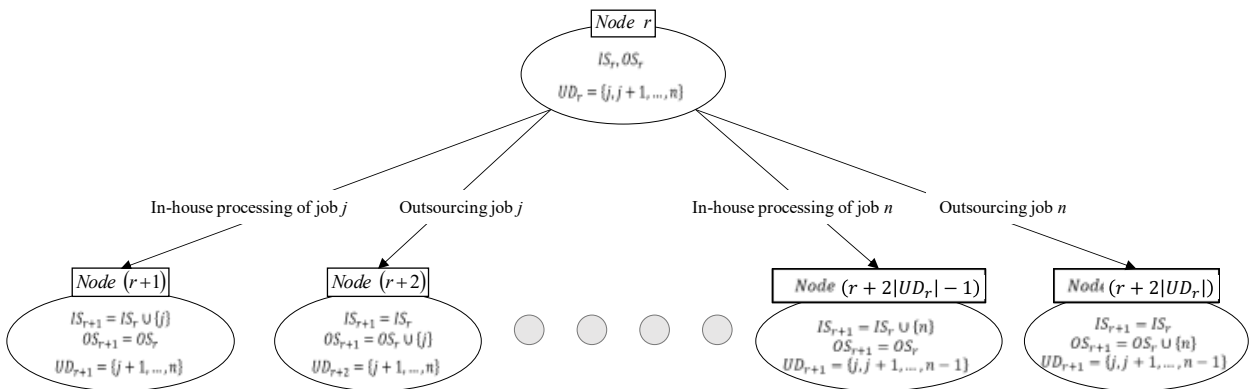 Node r
IS_r, OS_r
UD_r = {j, j + 1, ..., n}
In-house processing of job j
Outsourcing job j
In-house processing of job n
Outsourcing job n
Node (r+1)
IS_{r+1} = IS_r ∪ {j}
OS_{r+1} = OS_r
UD_{r+1} = {j + 1, ..., n}
Node (r+2)
IS_{r+1} = IS_r
OS_{r+1} = OS_r ∪ {j}
UD_{r+2} = {j + 1, ..., n}
Node (r + 2|UD_r| − 1)
IS_{r+1} = IS_r ∪ {n}
OS_{r+1} = OS_r
UD_{r+1} = {j, j + 1, ..., n − 1}
Node (r + 2|UD_r|)
IS_{r+1} = IS_r
OS_{r+1} = OS_r ∪ {n}
UD_{r+1} = {j, j + 1, ..., n − 1}